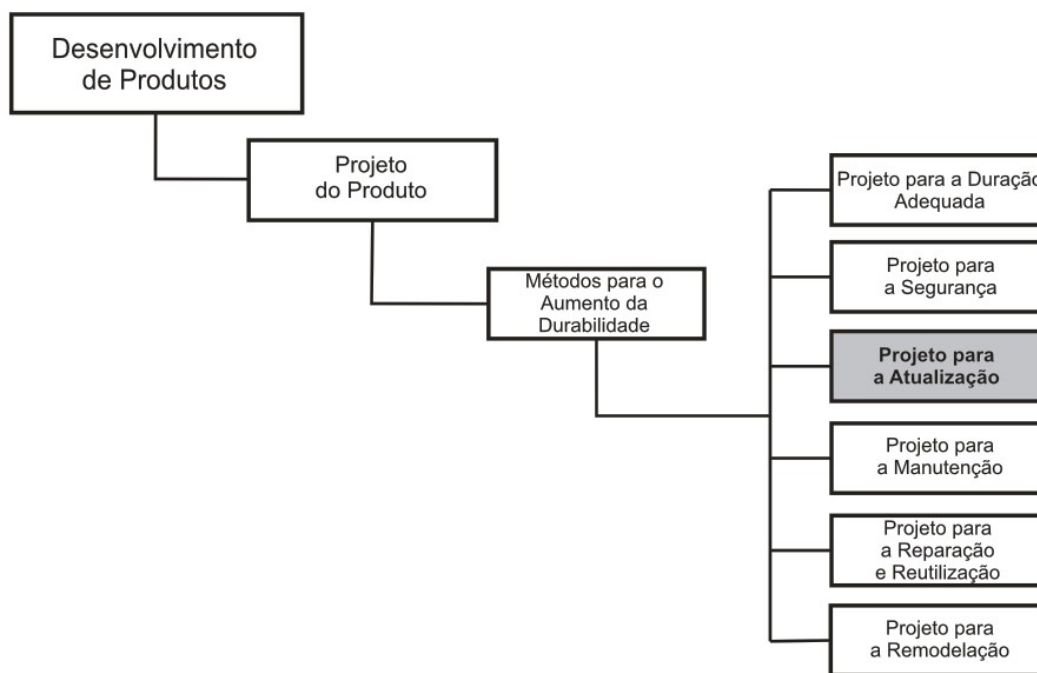 Desenvolvimento
de Produtos
Projeto
do Produto
Métodos para o
Aumento da
Durabilidade
Projeto para a Duração
Adequada
Projeto para
a Segurança
Projeto para
a Atualização
Projeto para
a Manutenção
Projeto para
a Reparação
e Reutilização
Projeto para
a Remodelação